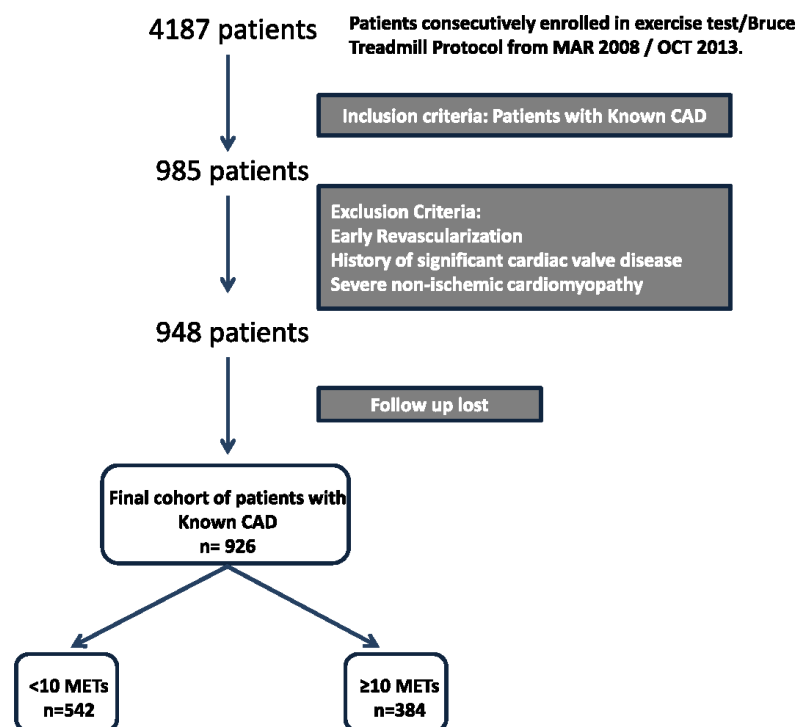 4187 patients
Patients consecutively enrolled in exercise test/Bruce
Treadmill Protocol from MAR 2008 / OCT 2013.
Inclusion criteria: Patients with Known CAD
985 patients
Exclusion Criteria:
Early Revascularization
History of significant cardiac valve disease
Severe non-ischemic cardiomyopathy
948 patients
Follow up lost
Final cohort of patients with
Known CAD
n= 926
<10 METs
n=542
≥10 METs
n=384